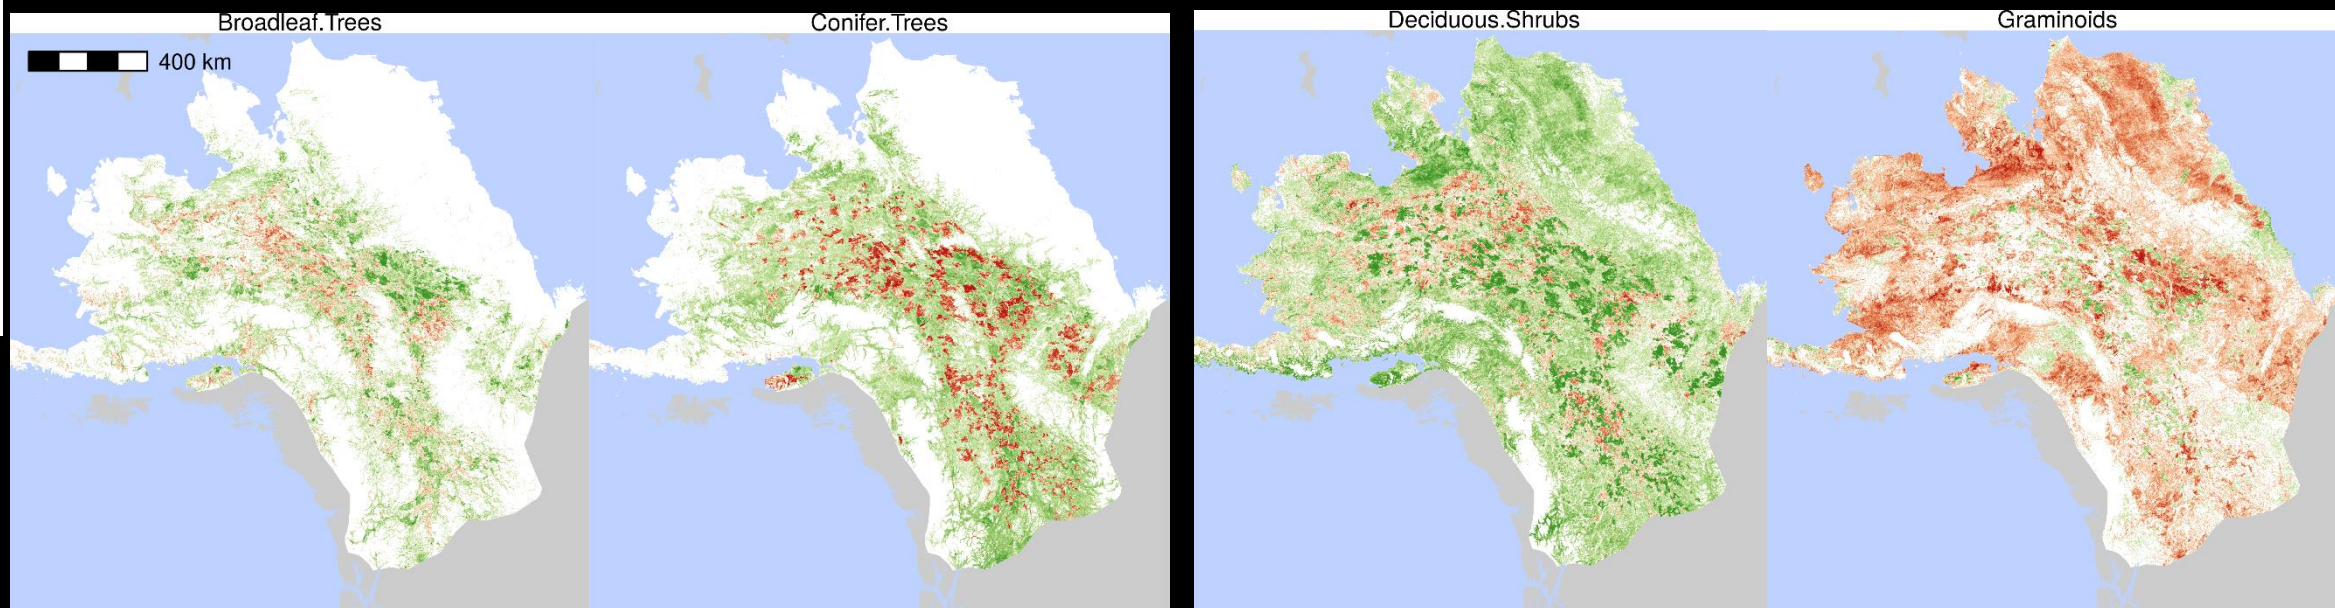 Broadleaf.Trees
Conifer.Trees
Deciduous.Shrubs
Graminoids
400 km